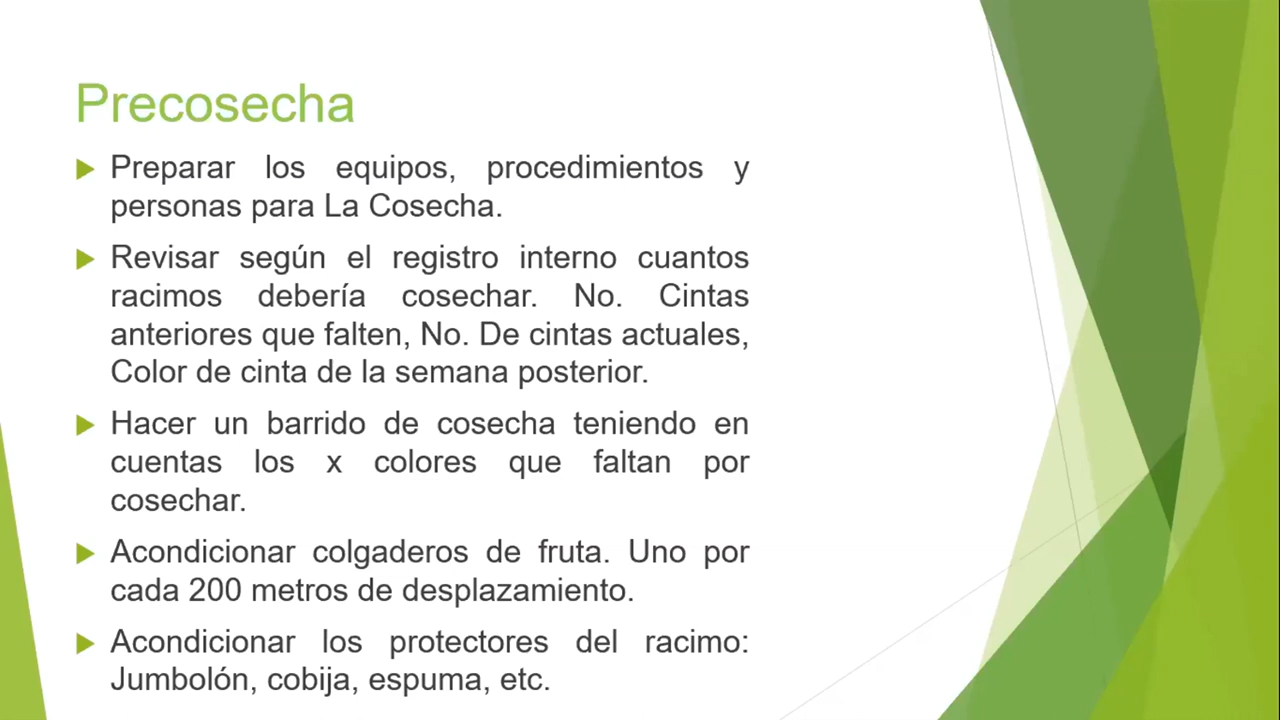 Precosecha
Preparar los equipos, procedimientos y
personas para La Cosecha.
Revisar según el registro interno cuantos
racimos debería cosechar. No. Cintas
anteriores que falten, No. De cintas actuales,
Color de cinta de la semana posterior.
Hacer un barrido de cosecha teniendo en
cuentas los x colores que faltan por
cosechar.
Acondicionar colgaderos de fruta. Uno por
cada 200 metros de desplazamiento.
Acondicionar los protectores del racimo:
Jumbolón, cobija, espuma, etc.